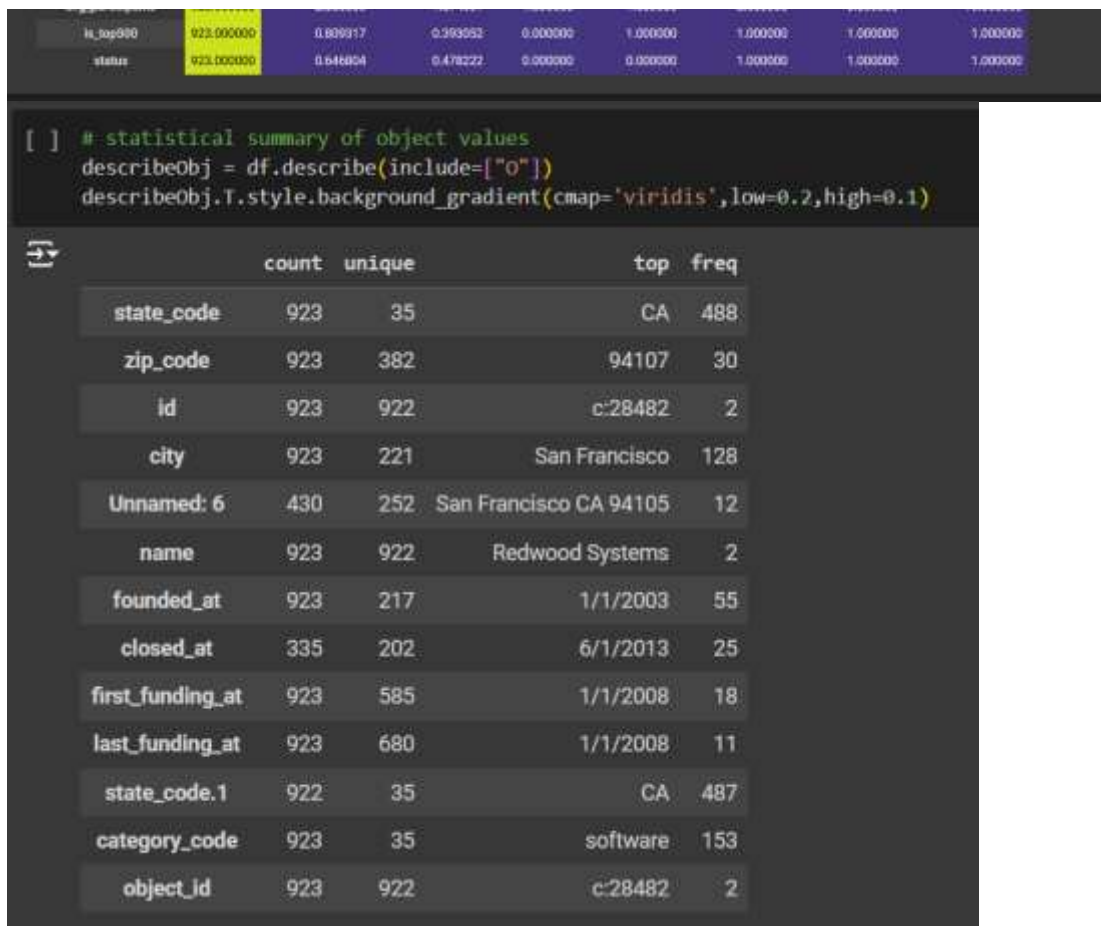 is_top500 923.000000 0.809317 0.393052 0.000000 1.000000 1.000000 1.000000 1.000000
status 923.000000 0.646804 0.478222 0.000000 0.000000 1.000000 1.000000 1.000000
[ ] # statistical summary of object values
describeObj = df.describe(include=["O"])
describeObj.T.style.background_gradient(cmap='viridis',low=0.2,high=0.1)
count unique top freq
state_code 923 35 CA 488
zip_code 923 382 94107 30
id 923 922 c:28482 2
city 923 221 San Francisco 128
Unnamed: 6 430 252 San Francisco CA 94105 12
name 923 922 Redwood Systems 2
founded_at 923 217 1/1/2003 55
closed_at 335 202 6/1/2013 25
first_funding_at 923 585 1/1/2008 18
last_funding_at 923 680 1/1/2008 11
state_code.1 922 35 CA 487
category_code 923 35 software 153
object_id 923 922 c:28482 2